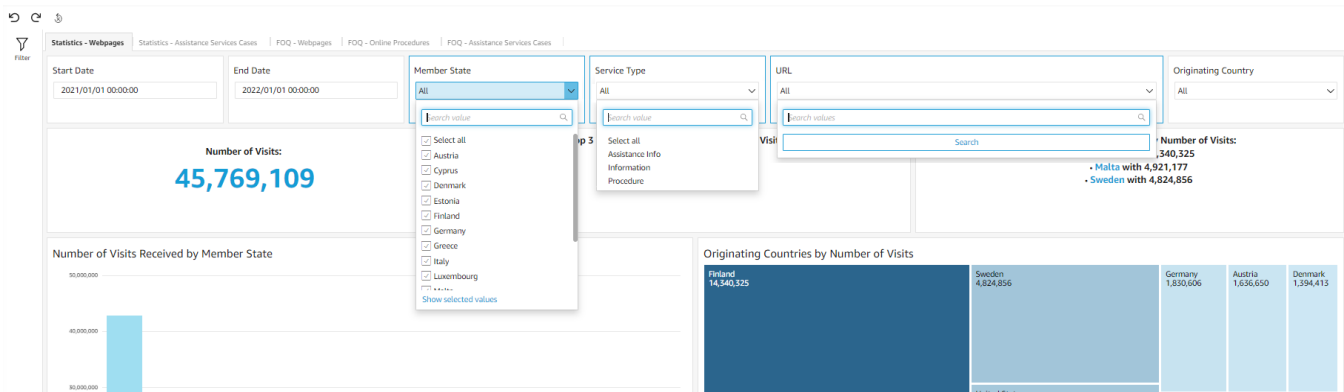 Filter
Statistics - Webpages
Statistics - Assistance Services Cases
FOQ - Webpages
FOQ - Online Procedures
FOQ - Assistance Services Cases
Start Date
2021/01/01 00:00:00
End Date
2022/01/01 00:00:00
Member State
All
Search value
Select all
Austria
Cyprus
Denmark
Estonia
Finland
Germany
Greece
Italy
Luxembourg
Malta
Show selected values
Service Type
All
Search value
Select all
Assistance Info
Information
Procedure
URL
All
Search values
Search
Originating Country
All
Number of Visits:
45,769,109
op 3
Visit
Number of Visits:
340,325
• Malta with 4,921,177
• Sweden with 4,824,856
Number of Visits Received by Member State
50,000,000
40,000,000
30,000,000
Originating Countries by Number of Visits
Finland
14,340,325
Sweden
4,824,856
Germany
1,830,606
Austria
1,636,650
Denmark
1,394,413